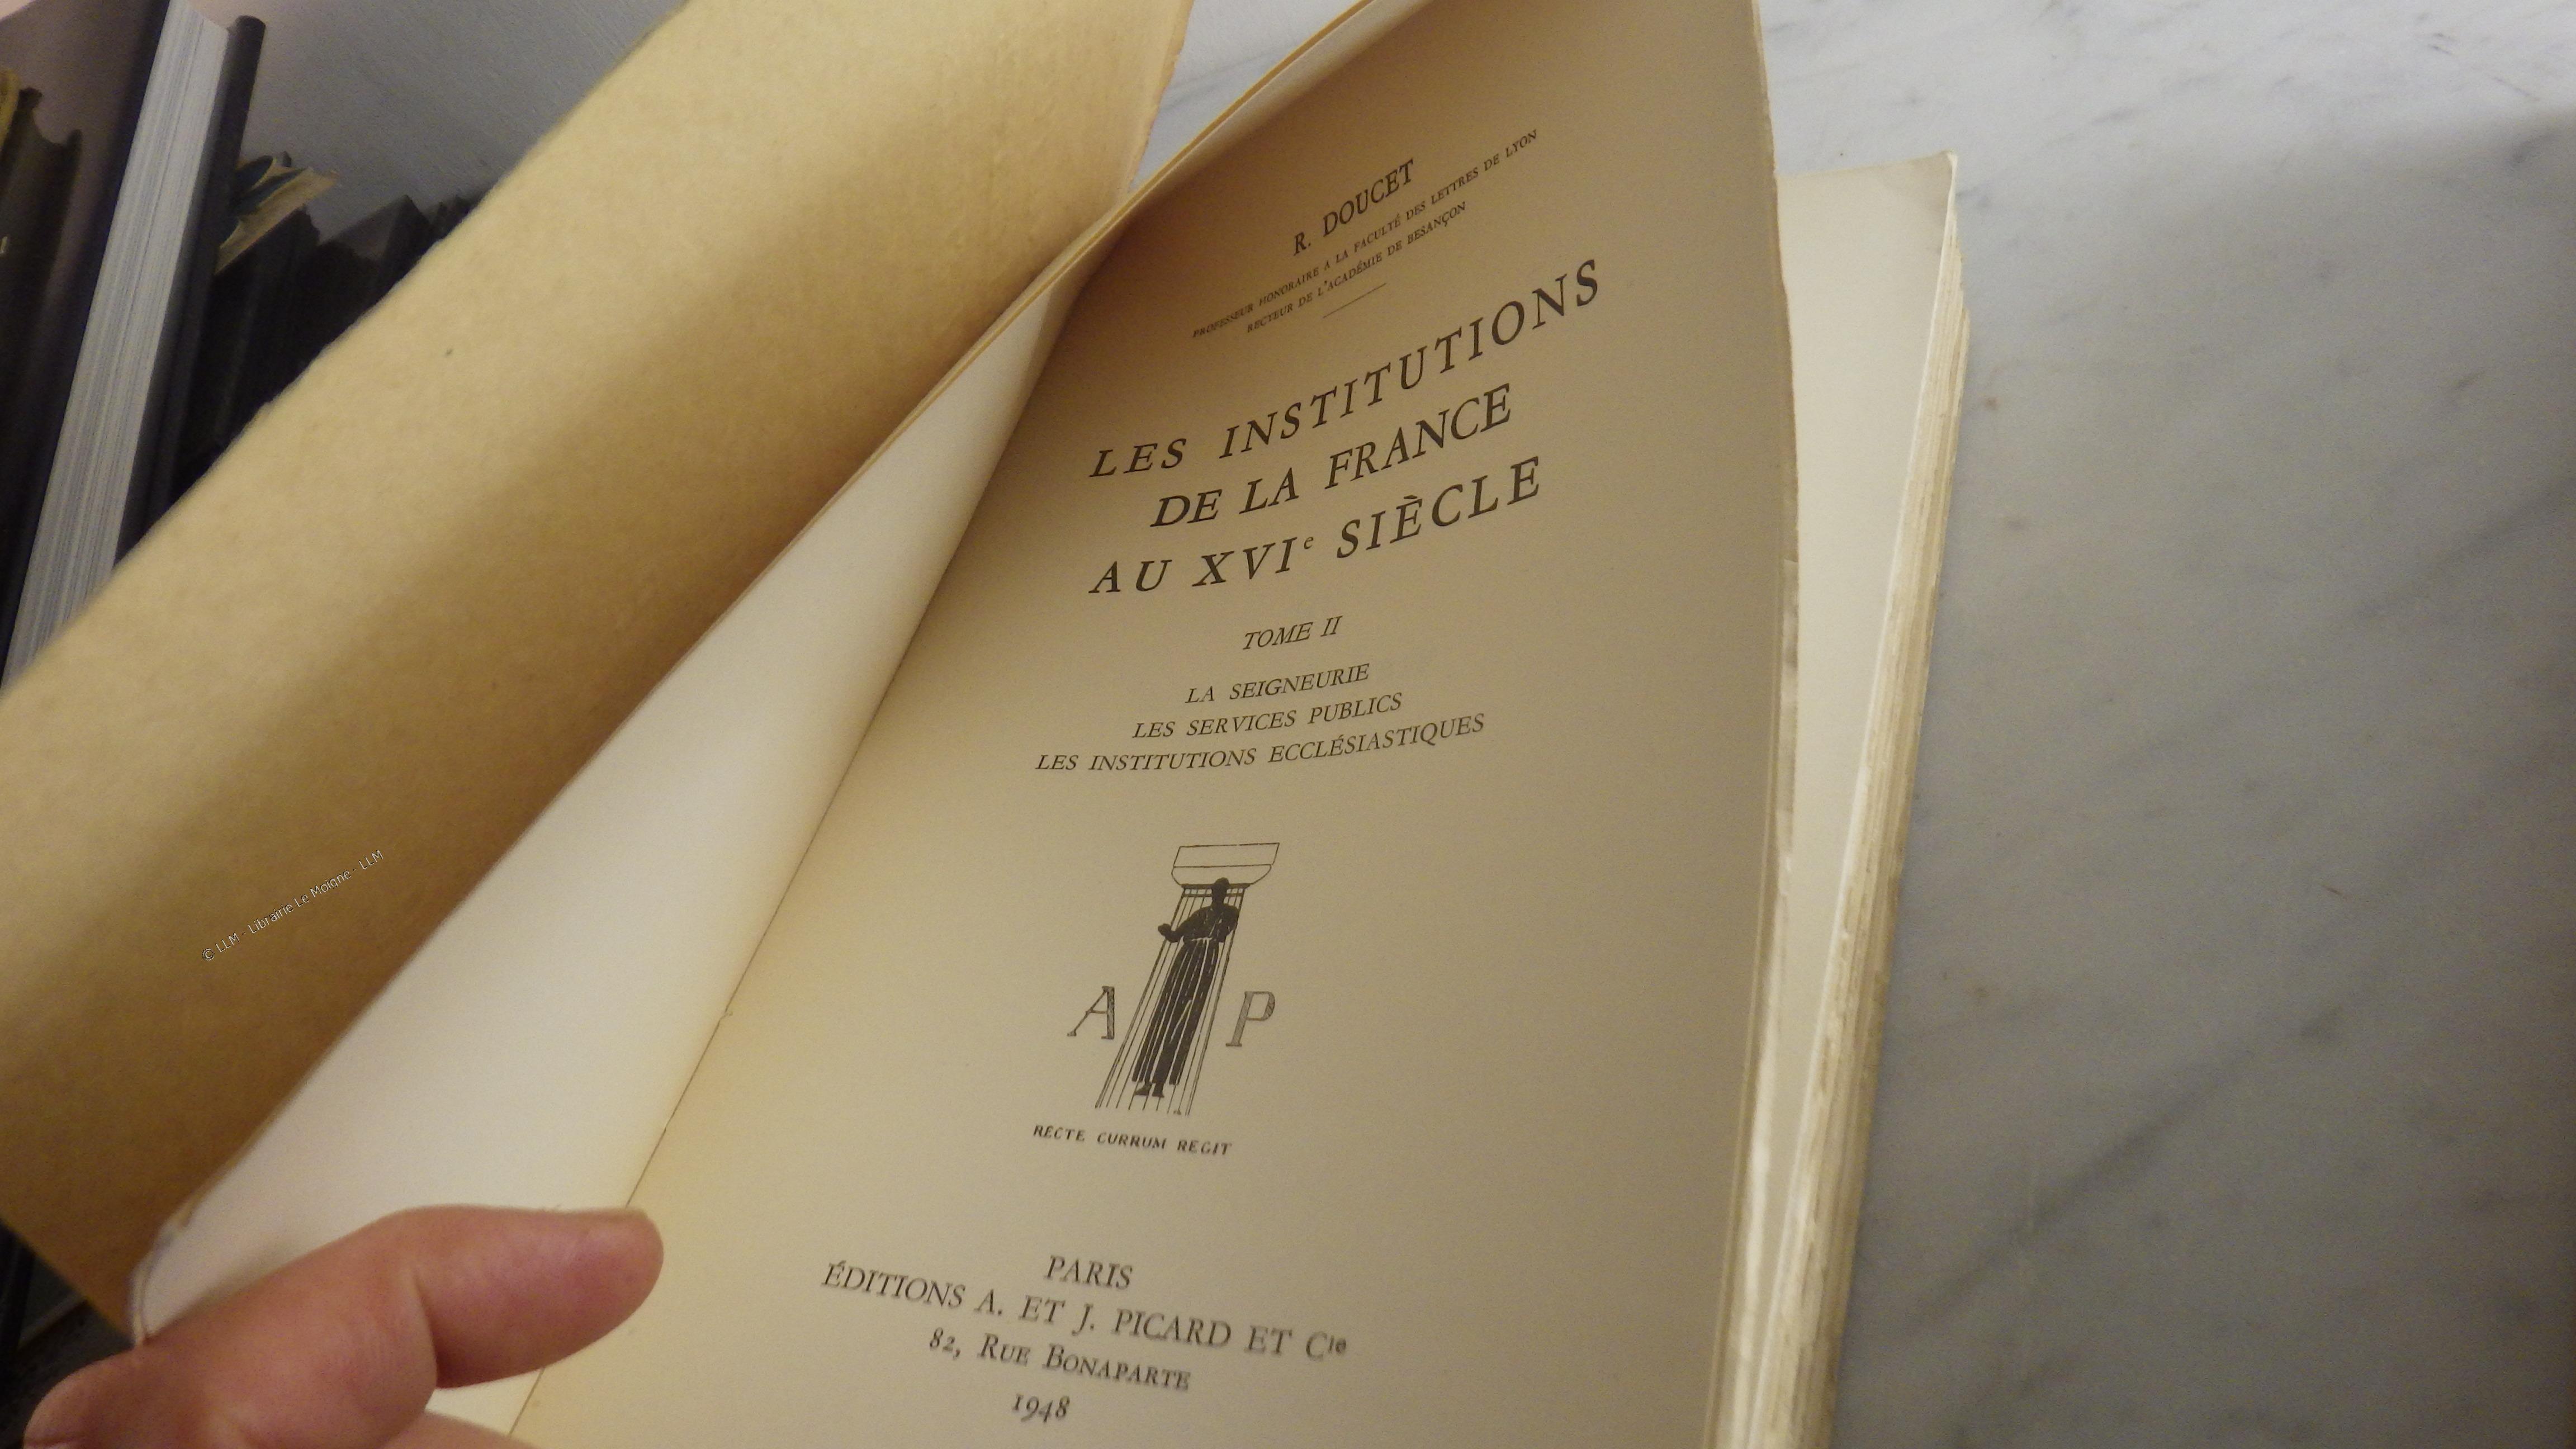 R. DOUCET
PROFESSEUR HONORAIRE A LA FACULTÉ DES LETTRES DE LYON
RECTEUR DE L'ACADÉMIE DE BESANÇON
LES INSTITUTIONS
DE LA FRANCE
AU XVIe SIÈCLE
TOME II
LA SEIGNEURIE
LES SERVICES PUBLICS
LES INSTITUTIONS ECCLÉSIASTIQUES
A P
RECTE CURRUM REGIT
PARIS
ÉDITIONS A. ET J. PICARD ET Cie
82, RUE BONAPARTE
1948
© LLM - Librairie Le Moigne - LLM